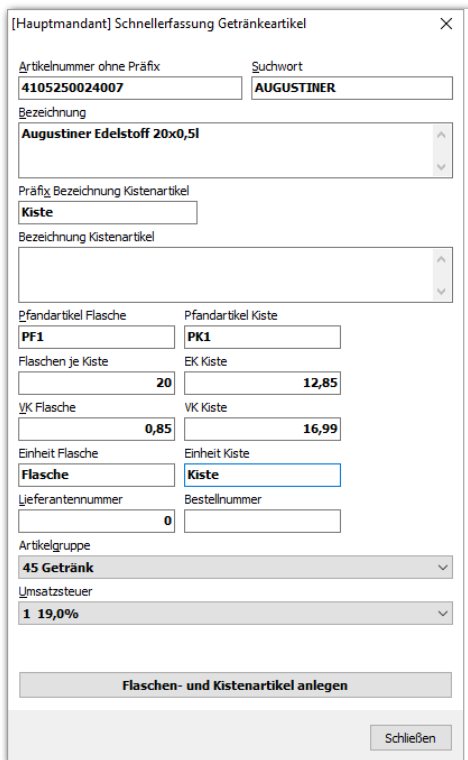 [Hauptmandant] Schnellerfassung Getränkeartikel
Artikelnummer ohne Präfix Suchwort
4105250024007 AUGUSTINER
Bezeichnung
Augustiner Edelstoff 20x0,5l
Präfix Bezeichnung Kistenartikel
Kiste
Bezeichnung Kistenartikel
Pfandartikel Flasche Pfandartikel Kiste
PF1 PK1
Flaschen je Kiste EK Kiste
20 12,85
VK Flasche VK Kiste
0,85 16,99
Einheit Flasche Einheit Kiste
Flasche Kiste
Lieferantennummer Bestellnummer
0
Artikelgruppe
45 Getränk
Umsatzsteuer
1 19,0%
Flaschen- und Kistenartikel anlegen
Schließen